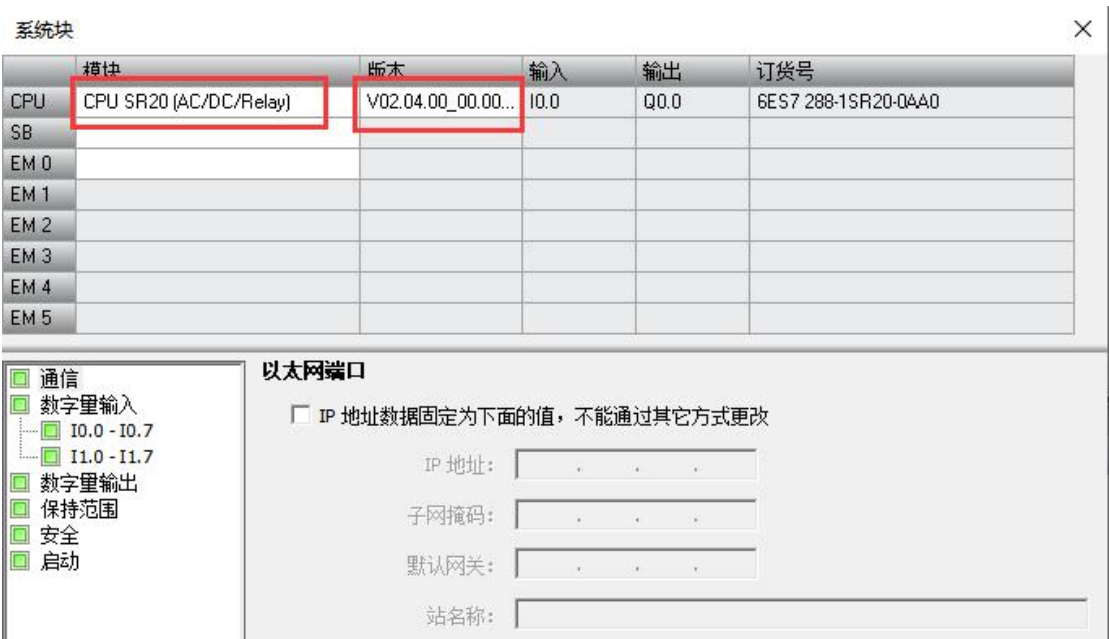 系统块
模块 版本 输入 输出 订货号
CPU CPU SR20 (AC/DC/Relay) V02.04.00_00.00... I0.0 Q0.0 6ES7 288-1SR20-0AA0
SB
EM 0
EM 1
EM 2
EM 3
EM 4
EM 5
通信
数字量输入
I0.0 - I0.7
I1.0 - I1.7
数字量输出
保持范围
安全
启动
以太网端口
IP 地址数据固定为下面的值，不能通过其它方式更改
IP 地址：
子网掩码：
默认网关：
站名称：